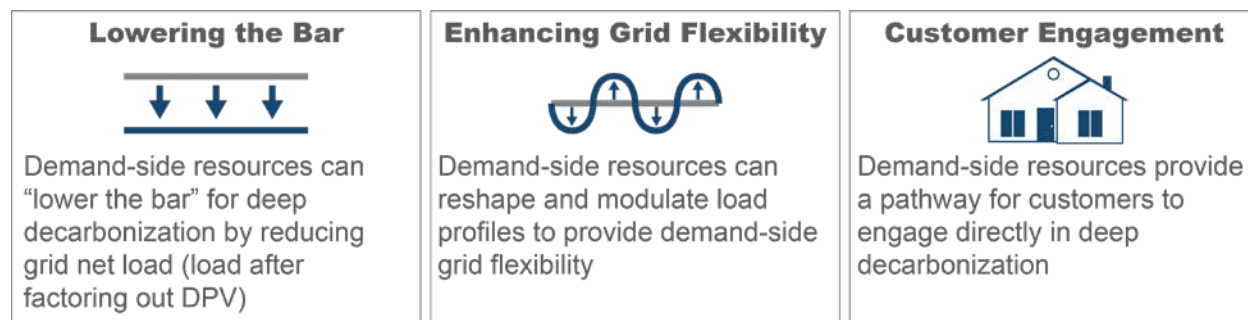 Lowering the Bar
Demand-side resources can
“lower the bar” for deep
decarbonization by reducing
grid net load (load after
factoring out DPV)
Enhancing Grid Flexibility
Demand-side resources can
reshape and modulate load
profiles to provide demand-side
grid flexibility
Customer Engagement
Demand-side resources provide
a pathway for customers to
engage directly in deep
decarbonization